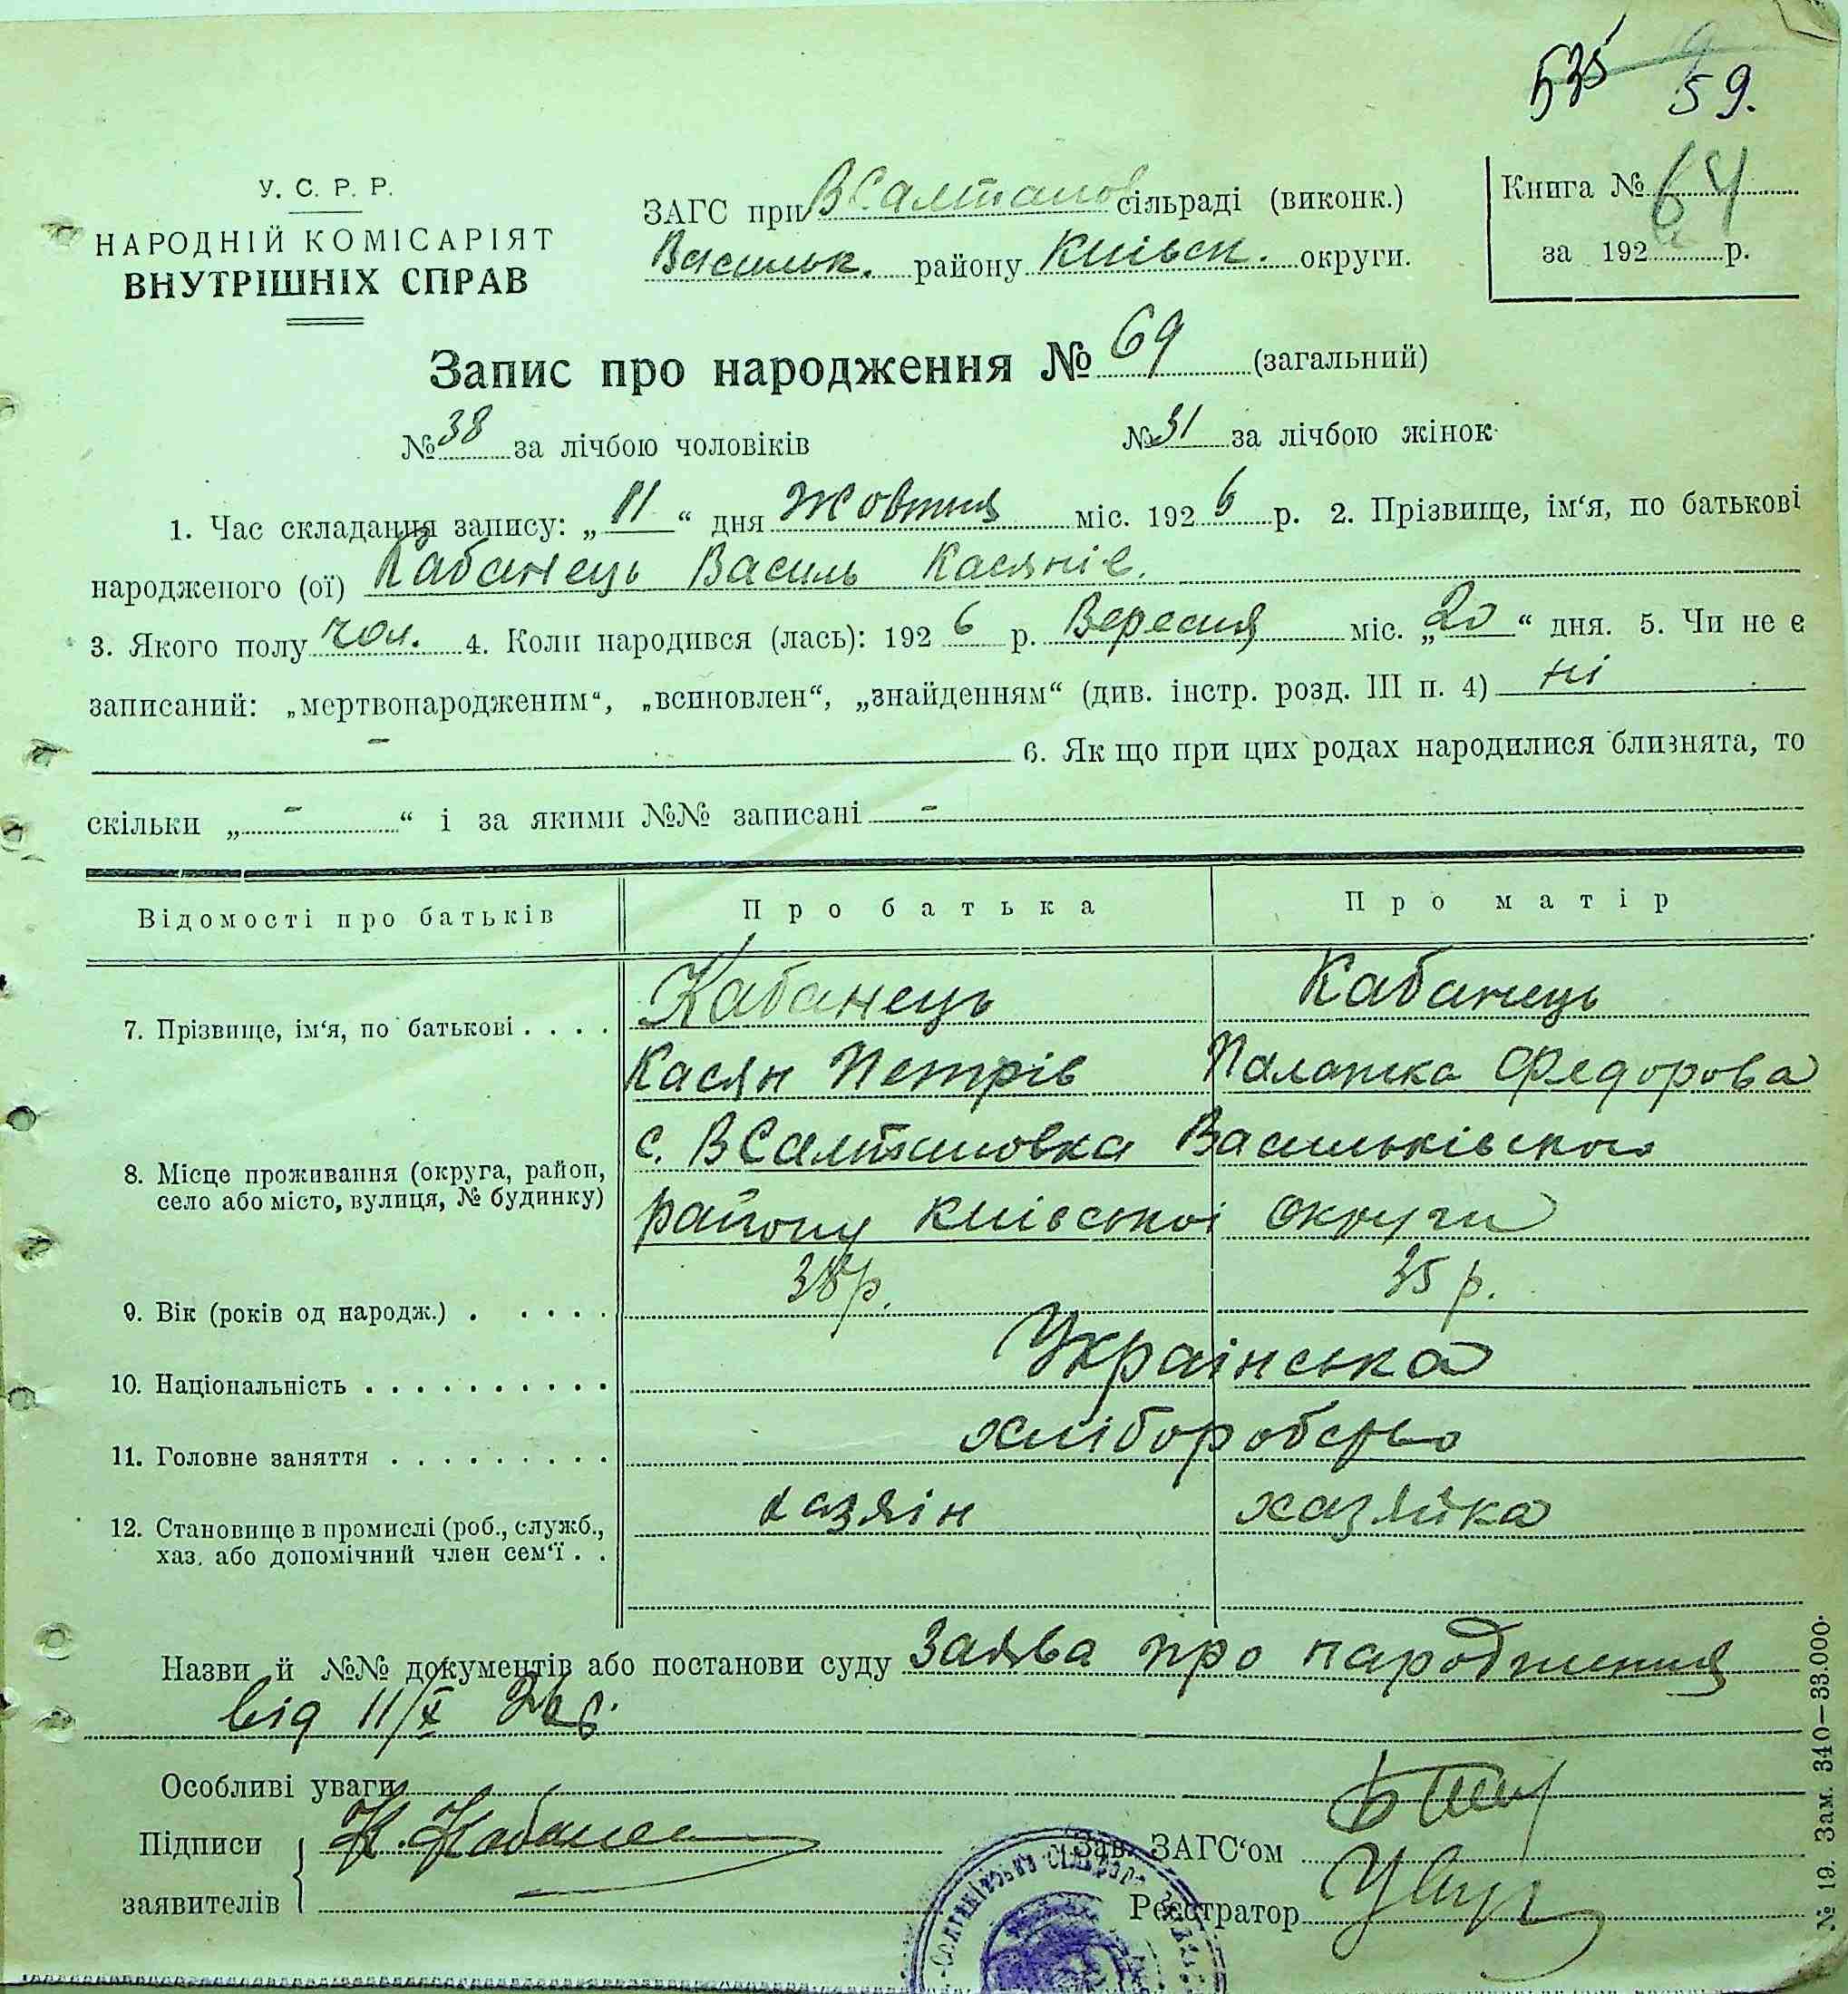 535 59.
У. С. Р. Р.
НАРОДНІЙ КОМІСАРІЯТ
ВНУТРІШНІХ СПРАВ
ЗАГС при ВСалтанов сільраді (виконк.)
Васильк. району Київськ. округи.
Книга № 64
за 192 р.
Запис про народження № 69 (загальний)
№ 38 за лічбою чоловіків № 31 за лічбою жінок
1. Час складання запису: „11“ дня Жовтня міс. 1926 р. 2. Прізвище, ім‘я, по батькові
народженого (ої) Кабанець Василь Касянів.
3. Якого полу чол. 4. Коли народився (лась): 1926 р. Вересня міс. „20“ дня. 5. Чи не є
записаний: „мертвонародженим“, „всиновлен“, „знайденням“ (див. інстр. розд. III п. 4) ні
- 6. Як що при цих родах народилися близнята, то
скільки „-“ і за якими №№ записані -
Відомості про батьків Про батька Про матір
7. Прізвище, ім‘я, по батькові . . . . Кабанець Кабанець
Касян Петрів Палажка Федорова
8. Місце проживання (округа, район,
село або місто, вулиця, № будинку)
с. ВСалтановка Васильківского
району Київської округи
9. Вік (років од народж.) . . . . . 38р. 35 р.
10. Національність . . . . . . . . . . Українська
11. Головне заняття . . . . . . . . . хліборобство
12. Становище в промислі (роб., служб.,
хаз. або допомічний член сем‘ї . .
хазяін хазяйка
Назви й №№ документів або постанови суду Заява про народження
від 11/X 26 р.
Особливі уваги
Підписи К. Кабанец
заявителів
Зав. ЗАГС‘ом
Реєстратор
№ 19. Зам. 340—33.000.